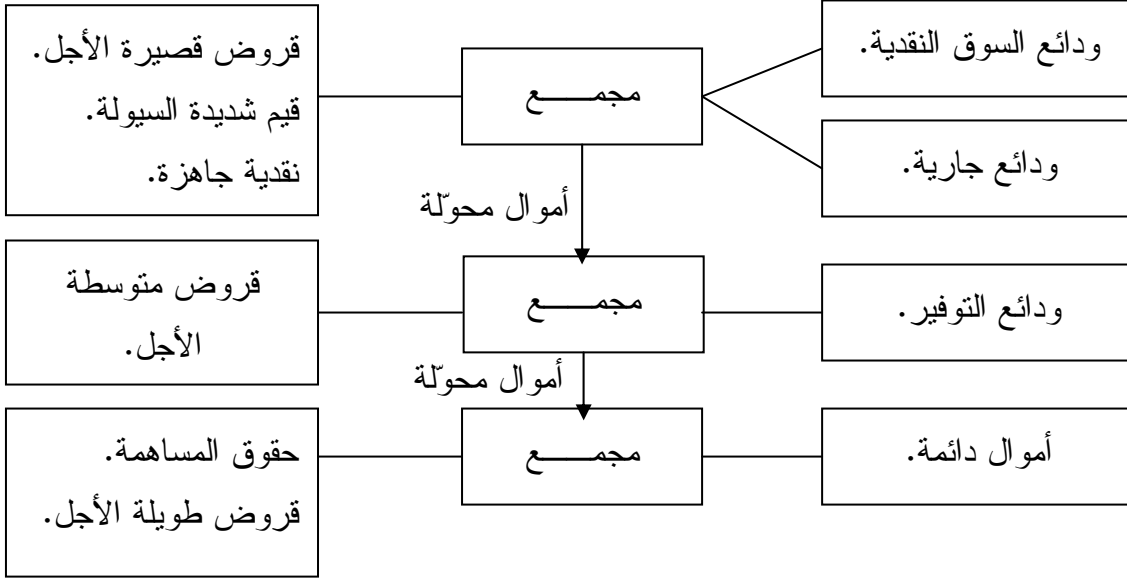 ودائع السوق النقدية.
مجمـــــع
قروض قصيرة الأجل.
قيم شديدة السيولة.
نقدية جاهزة.
ودائع جارية.
أموال محوّلة
ودائع التوفير.
مجمـــــع
قروض متوسطة
الأجل.
أموال محوّلة
أموال دائمة.
مجمـــــع
حقوق المساهمة.
قروض طويلة الأجل.